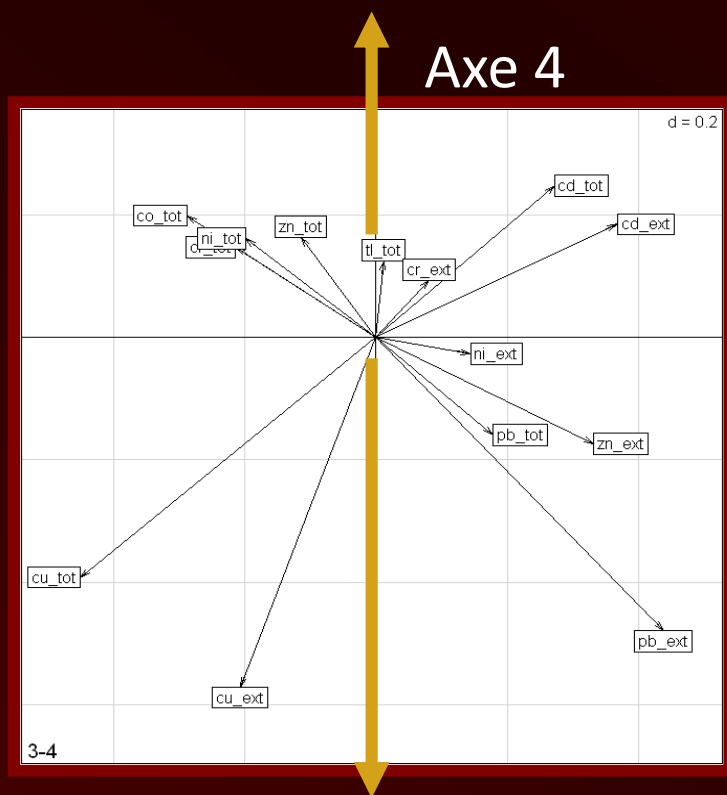 Axe 4
d = 0.2
cd_tot
co_tot
cd_ext
zn_tot
ni_tot
tl_tot
cr_ext
ni_ext
pb_tot
zn_ext
cu_tot
pb_ext
cu_ext
3-4